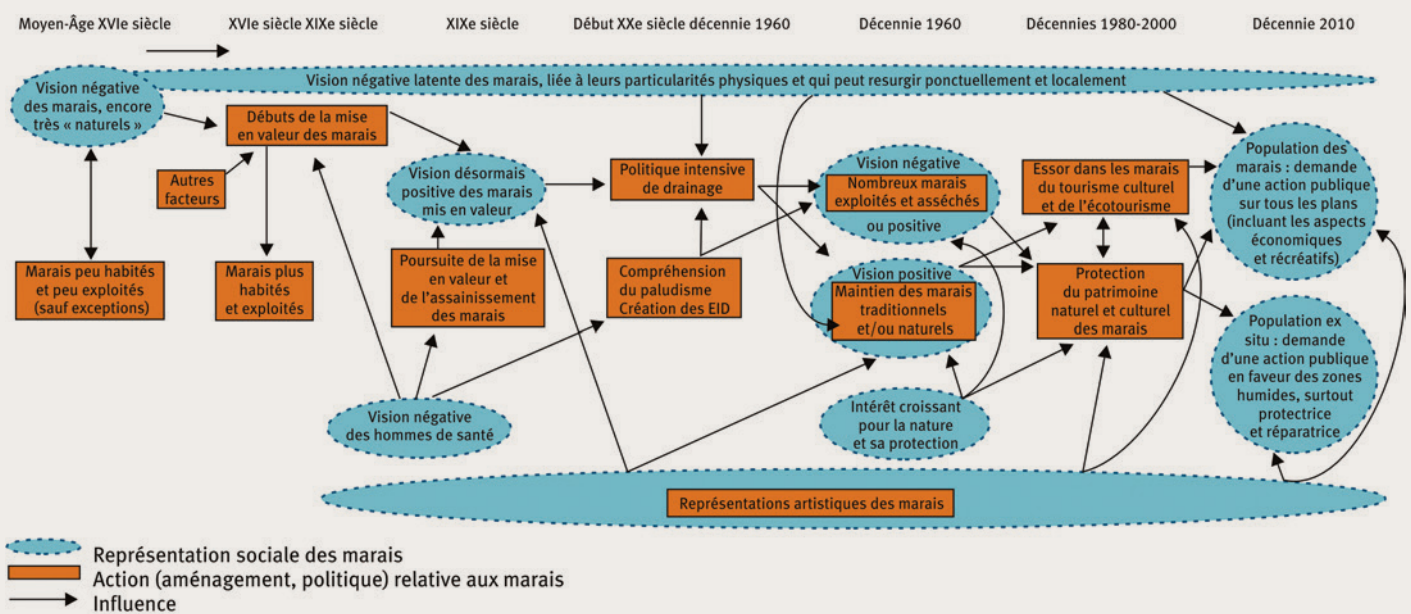 Moyen-Âge XVIe siècle
XVIe siècle XIXe siècle
XIXe siècle
Début XXe siècle décennie 1960
Décennie 1960
Décennies 1980-2000
Décennie 2010
Vision négative latente des marais, liée à leurs particularités physiques et qui peut resurgir ponctuellement et localement
Vision négative
des marais, encore
très « naturels »
Marais peu habités
et peu exploités
(sauf exceptions)
Débuts de la mise
en valeur des marais
Autres
facteurs
Marais plus
habités
et exploités
Vision désormais
positive des marais
mis en valeur
Poursuite de la mise
en valeur et
de l'assainissement
des marais
Vision négative
des hommes de santé
Politique intensive
de drainage
Compréhension
du paludisme
Création des EID
Vision négative
Nombreux marais
exploités et asséchés
ou positive
Vision positive
Maintien des marais
traditionnels
et/ou naturels
Intérêt croissant
pour la nature
et sa protection
Essor dans les marais
du tourisme culturel
et de l'écotourisme
Protection
du patrimoine
naturel et culturel
des marais
Population des
marais : demande
d'une action publique
sur tous les plans
(incluant les aspects
économiques
et récréatifs)
Population ex
situ : demande
d'une action publique
en faveur des zones
humides, surtout
protectrice
et réparatrice
Représentations artistiques des marais
Représentation sociale des marais
Action (aménagement, politique) relative aux marais
Influence